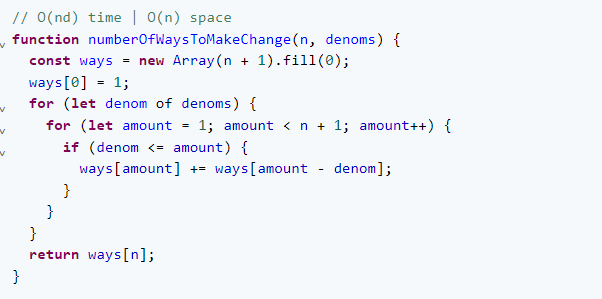 // O(nd) time | O(n) space
function numberOfWaysToMakeChange(n, denoms) {
  const ways = new Array(n + 1).fill(0);
  ways[0] = 1;
  for (let denom of denoms) {
    for (let amount = 1; amount < n + 1; amount++) {
      if (denom <= amount) {
        ways[amount] += ways[amount - denom];
      }
    }
  }
  return ways[n];
}